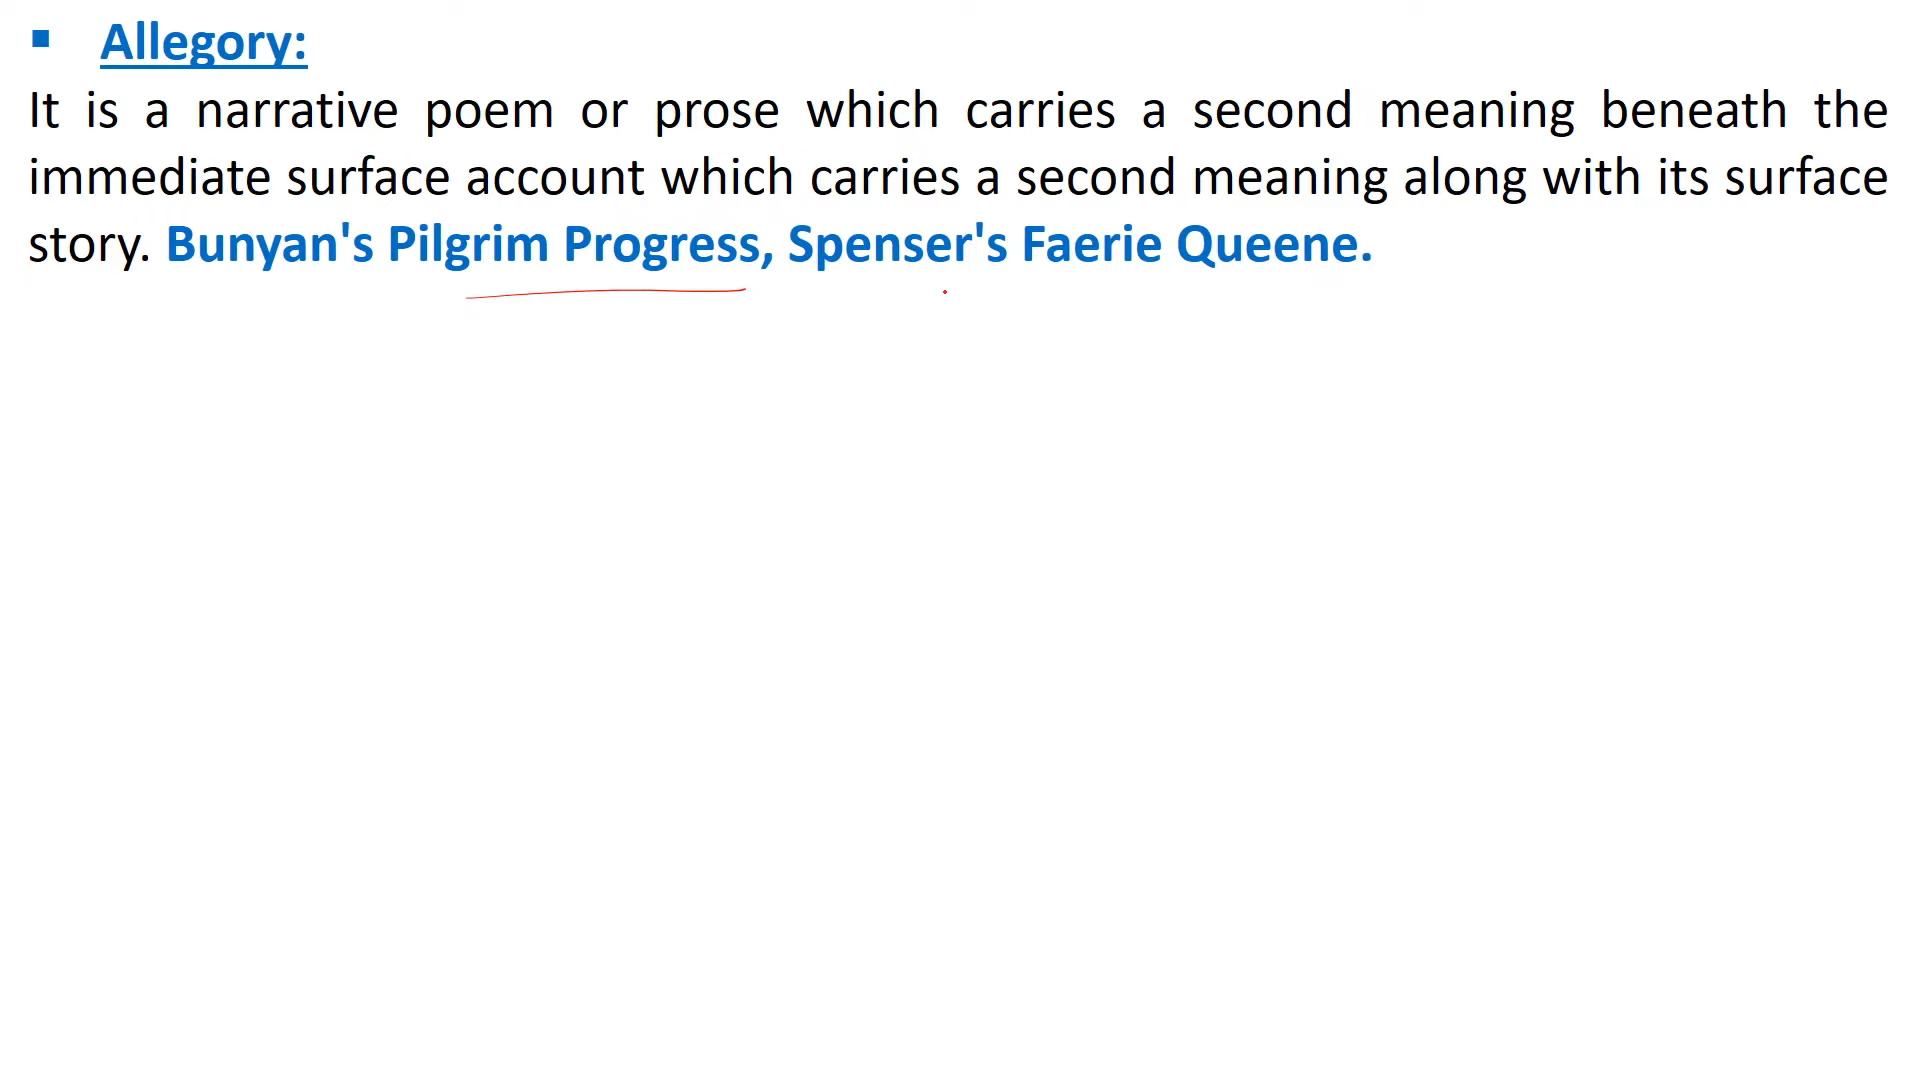 ▪ Allegory:
It is a narrative poem or prose which carries a second meaning beneath the
immediate surface account which carries a second meaning along with its surface
story. Bunyan's Pilgrim Progress, Spenser's Faerie Queene.